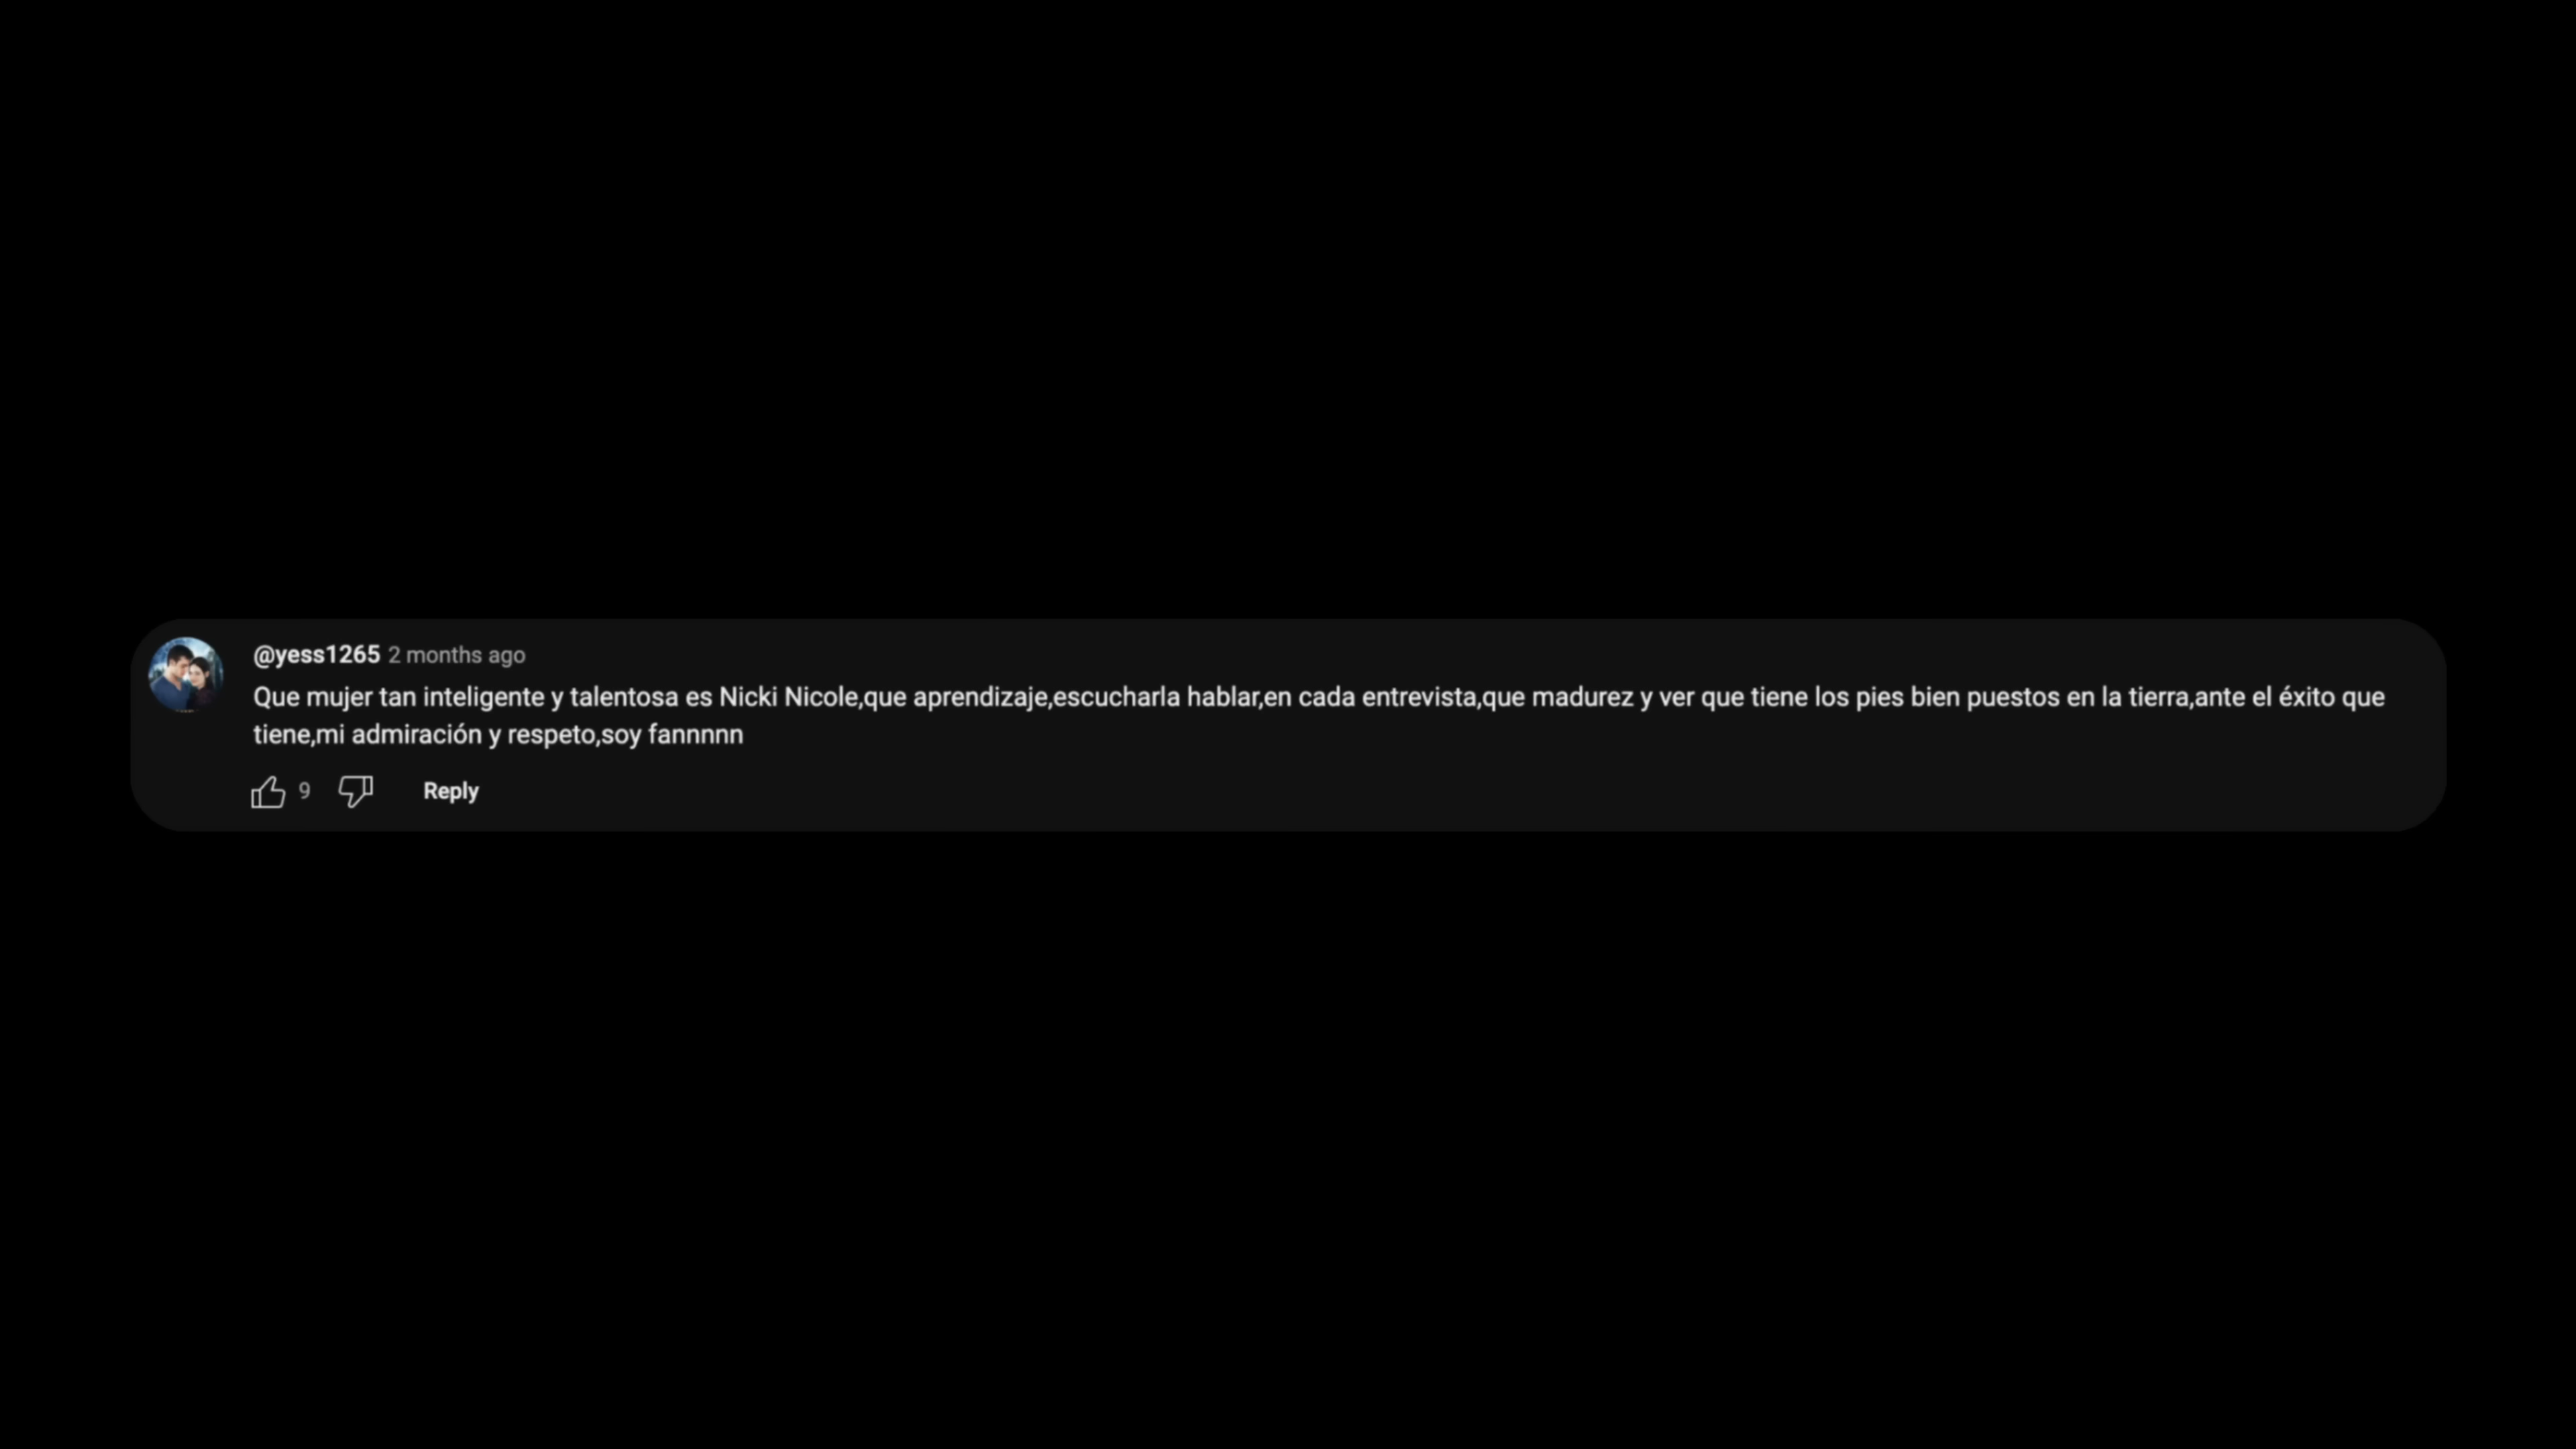 @yess1265 2 months ago
Que mujer tan inteligente y talentosa es Nicki Nicole,que aprendizaje,escucharla hablar,en cada entrevista,que madurez y ver que tiene los pies bien puestos en la tierra,ante el éxito que
tiene,mi admiración y respeto,soy fannnnn
9 Reply